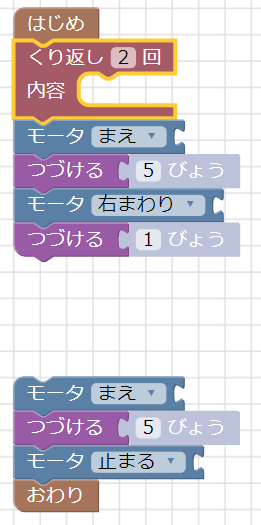 はじめ
くり返し 2 回
内容
モータ まえ
つづける 5 びょう
モータ 右まわり
つづける 1 びょう
モータ まえ
つづける 5 びょう
モータ 止まる
おわり